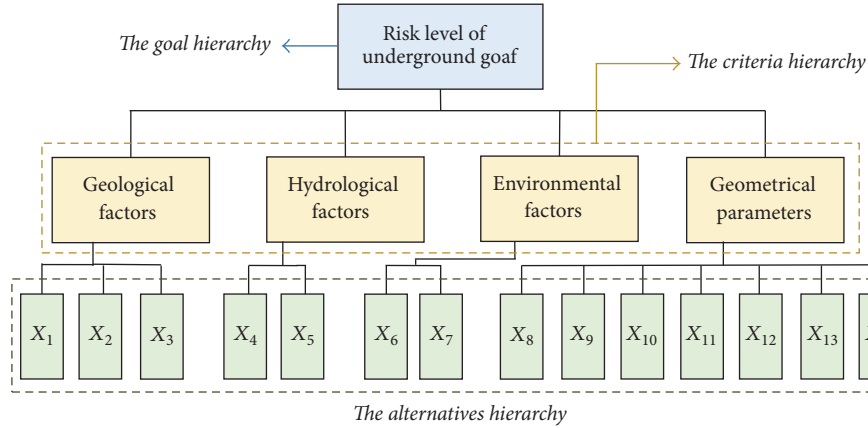 The goal hierarchy
Risk level of
underground goaf
The criteria hierarchy
Geological
factors
Hydrological
factors
Environmental
factors
Geometrical
parameters
X1
X2
X3
X4
X5
X6
X7
X8
X9
X10
X11
X12
X13
The alternatives hierarchy